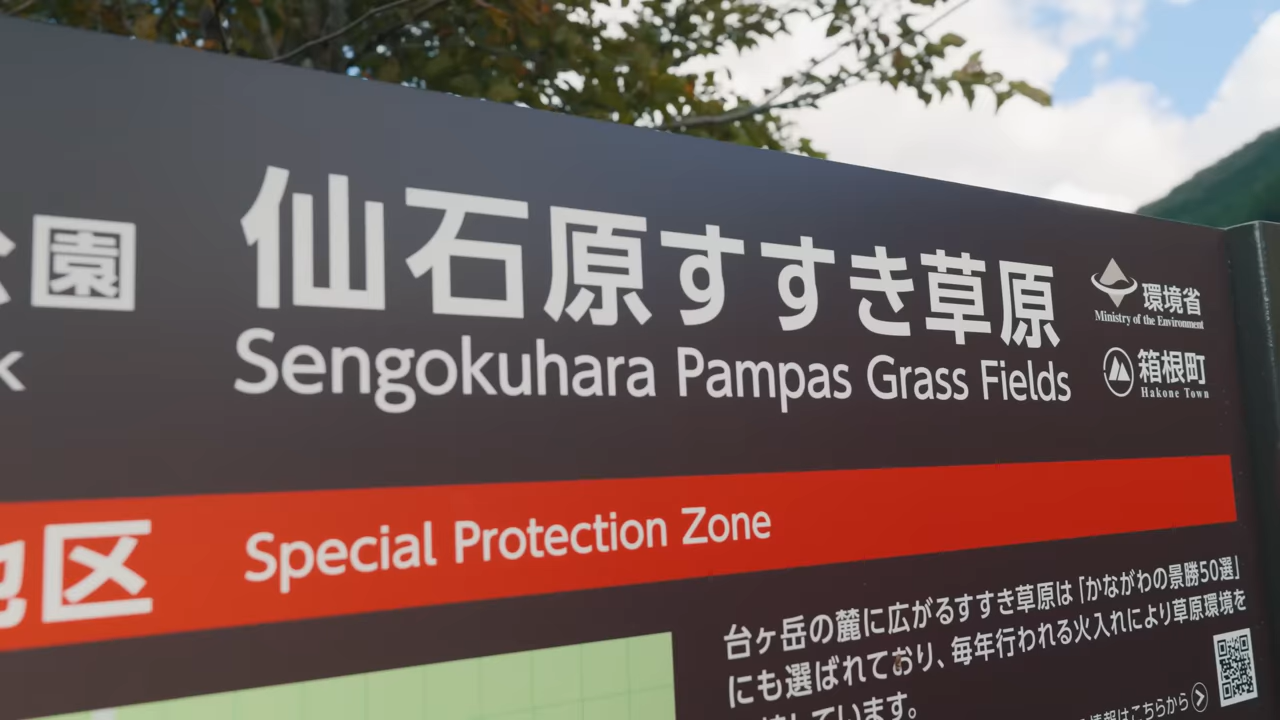 園
仙石原すすき草原
Sengokuhara Pampas Grass Fields
環境省
Ministry of the Environment
箱根町
Hakone Town
区
Special Protection Zone
台ヶ岳の麓に広がるすすき草原は「かながわの景勝50選」
にも選ばれており、毎年行われる火入れにより草原環境を
しています。
情報はこちらから